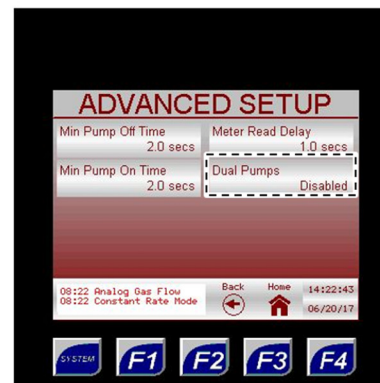 ADVANCED SETUP
Min Pump Off Time
2.0 secs
Meter Read Delay
1.0 secs
Min Pump On Time
2.0 secs
Dual Pumps
Disabled
08:22 Analog Gas Flow
08:22 Constant Rate Mode
Back
Home
14:22:43
06/20/17
SYSTEM
F1
F2
F3
F4